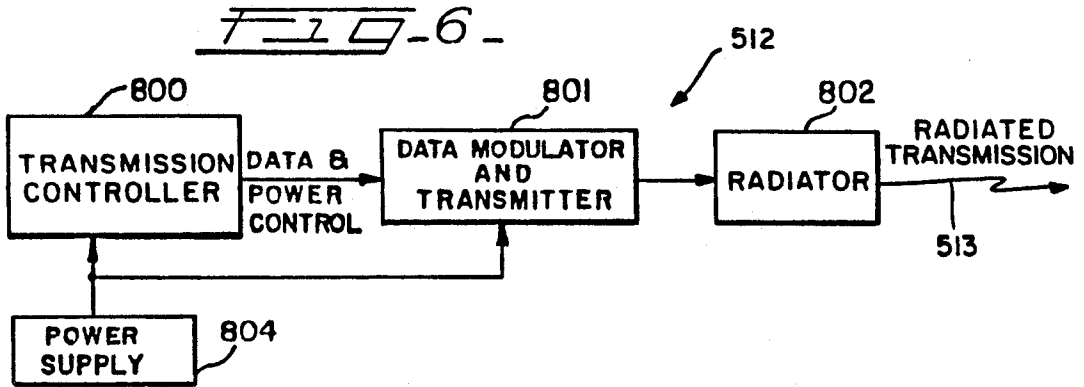 Fig-6-
512
800
801
802
TRANSMISSION
CONTROLLER
DATA &
POWER
CONTROL
DATA MODULATOR
AND
TRANSMITTER
RADIATOR
RADIATED
TRANSMISSION
513
POWER
SUPPLY
804